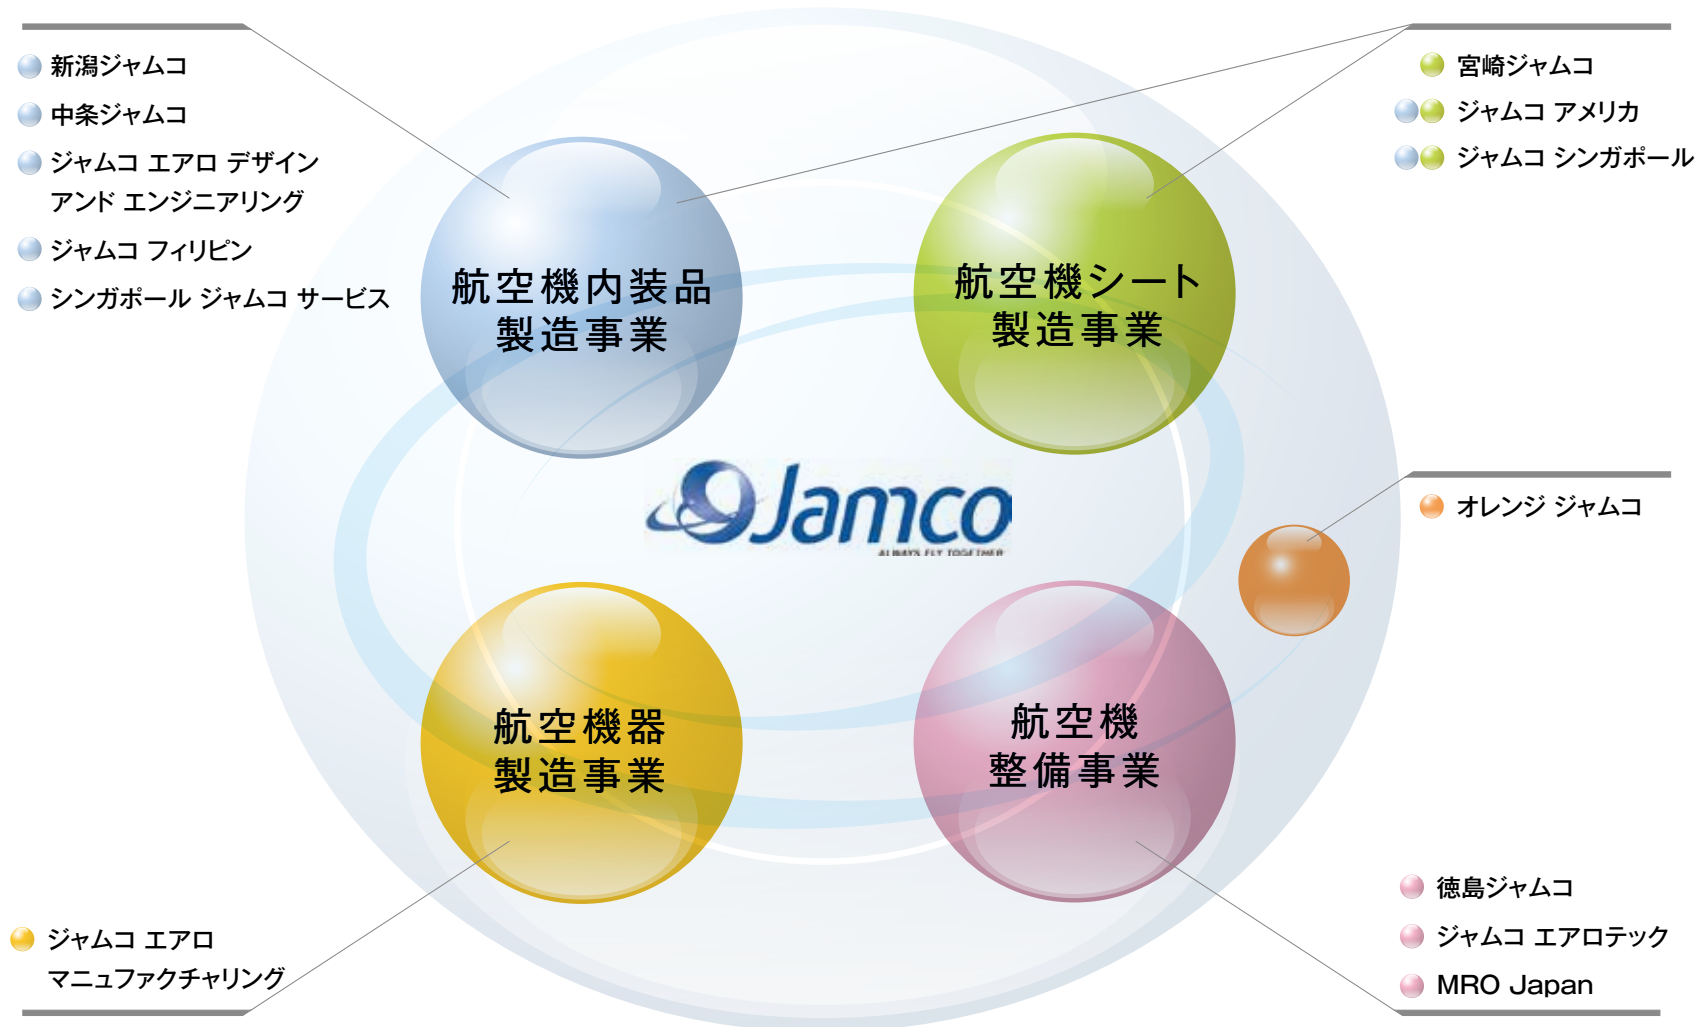 新潟ジャムコ
中条ジャムコ
ジャムコ エアロ デザイン
アンド エンジニアリング
ジャムコ フィリピン
シンガポール ジャムコ サービス
宮崎ジャムコ
ジャムコ アメリカ
ジャムコ シンガポール
航空機内装品
製造事業
航空機シート
製造事業
Jamco
ALWAYS FLY TOGETHER
オレンジ ジャムコ
航空機器
製造事業
航空機
整備事業
ジャムコ エアロ
マニュファクチャリング
徳島ジャムコ
ジャムコ エアロテック
MRO Japan